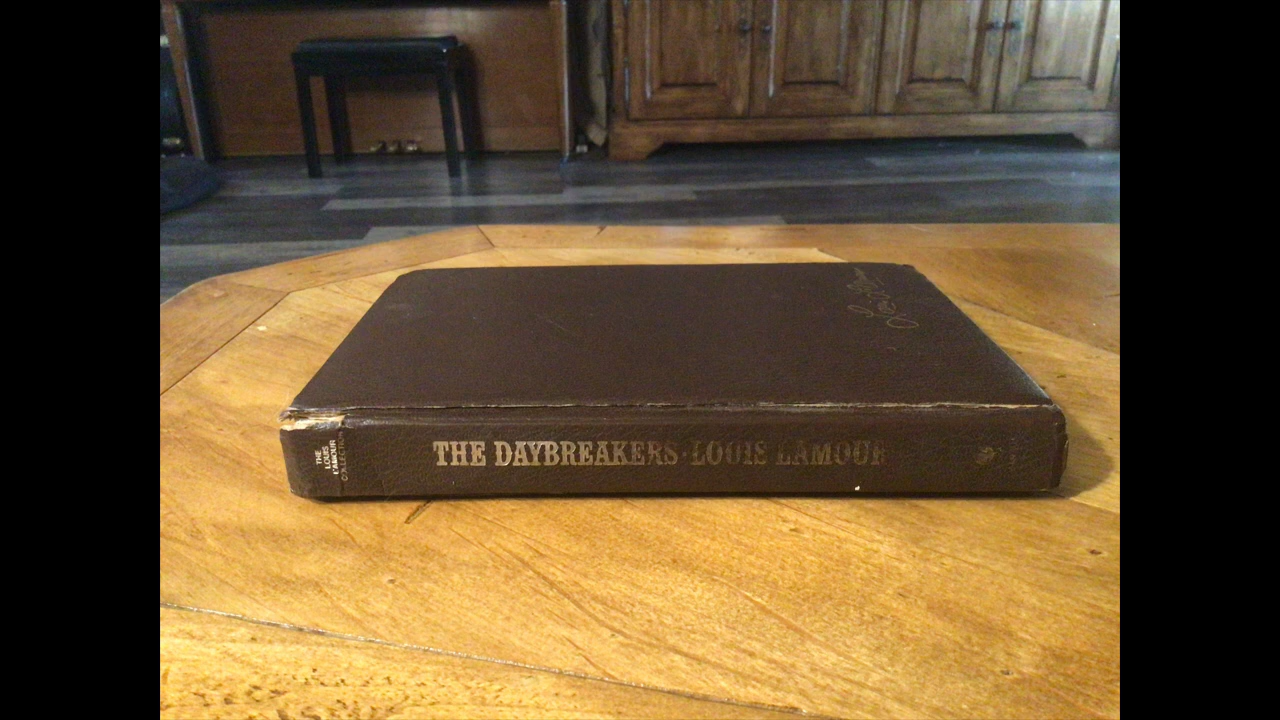 THE
LOUIS
L'AMOUR
COLLECTION
THE DAYBREAKERS · LOUIS L'AMOUR